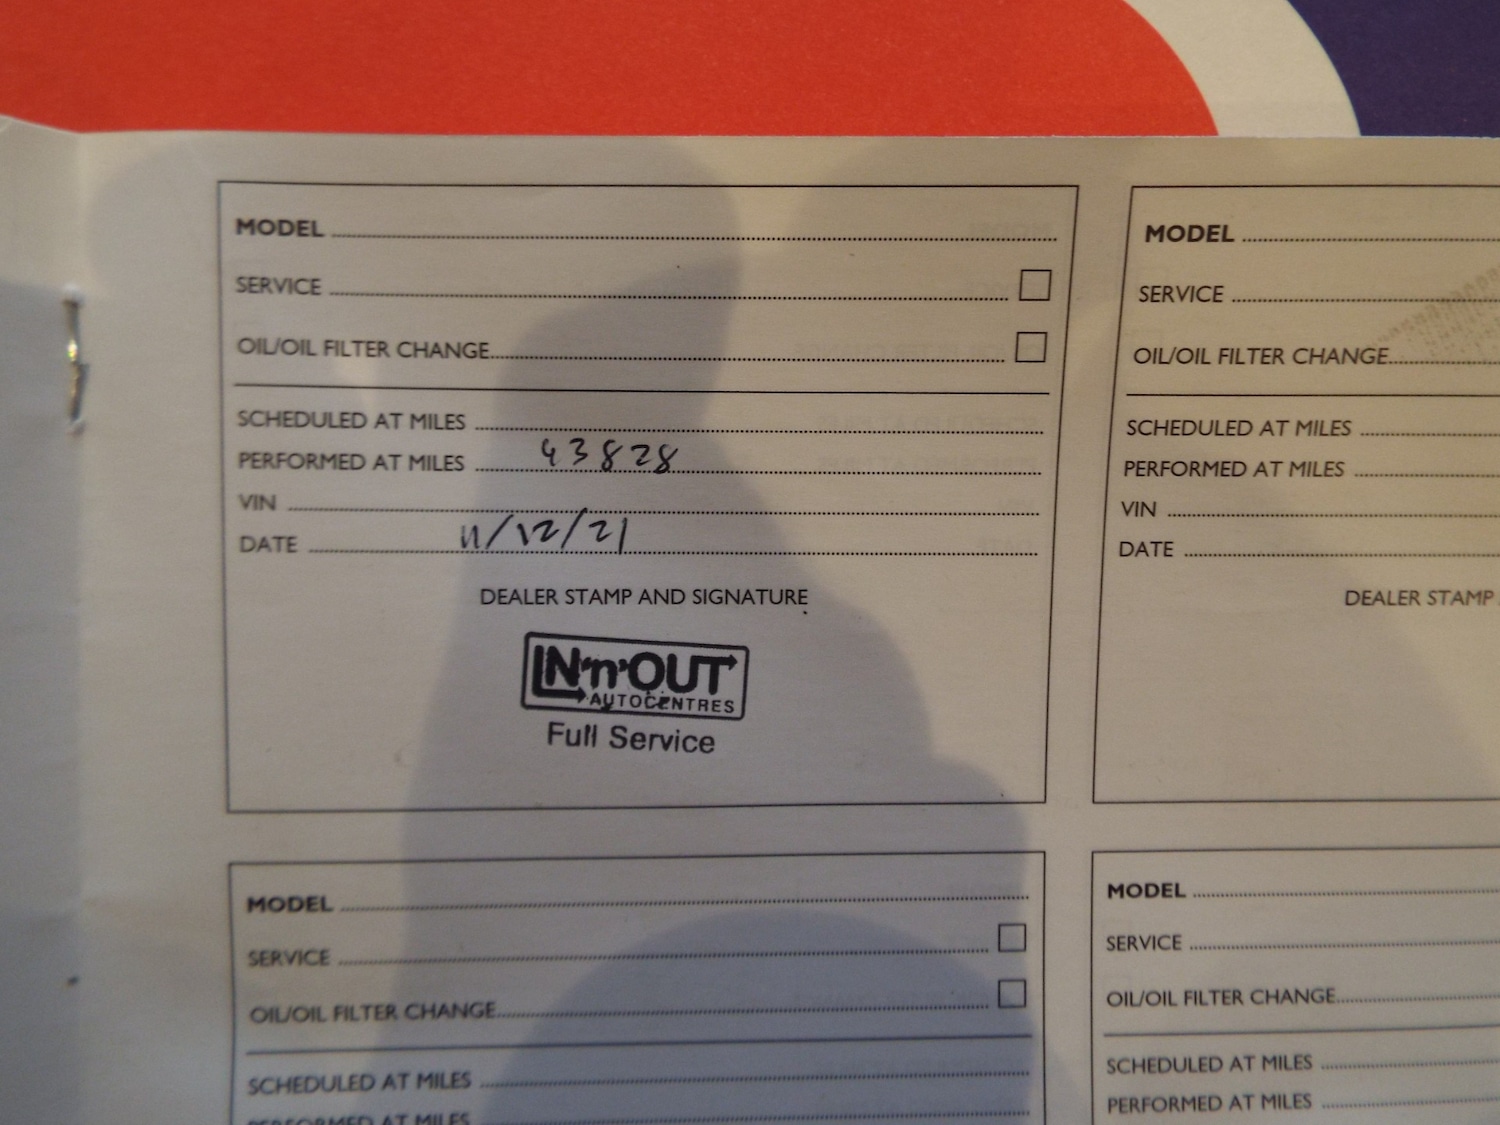 MODEL
SERVICE
OIL/OIL FILTER CHANGE
SCHEDULED AT MILES
PERFORMED AT MILES 43828
VIN
DATE 11/12/21
DEALER STAMP AND SIGNATURE
IN'n'OUT
AUTOCENTRES
Full Service
MODEL
SERVICE
OIL/OIL FILTER CHANGE
SCHEDULED AT MILES
PERFORMED AT MILES
VIN
DATE
DEALER STAMP
MODEL
SERVICE
OIL/OIL FILTER CHANGE
SCHEDULED AT MILES
PERFORMED AT MILES
MODEL
SERVICE
OIL/OIL FILTER CHANGE
SCHEDULED AT MILES
PERFORMED AT MILES